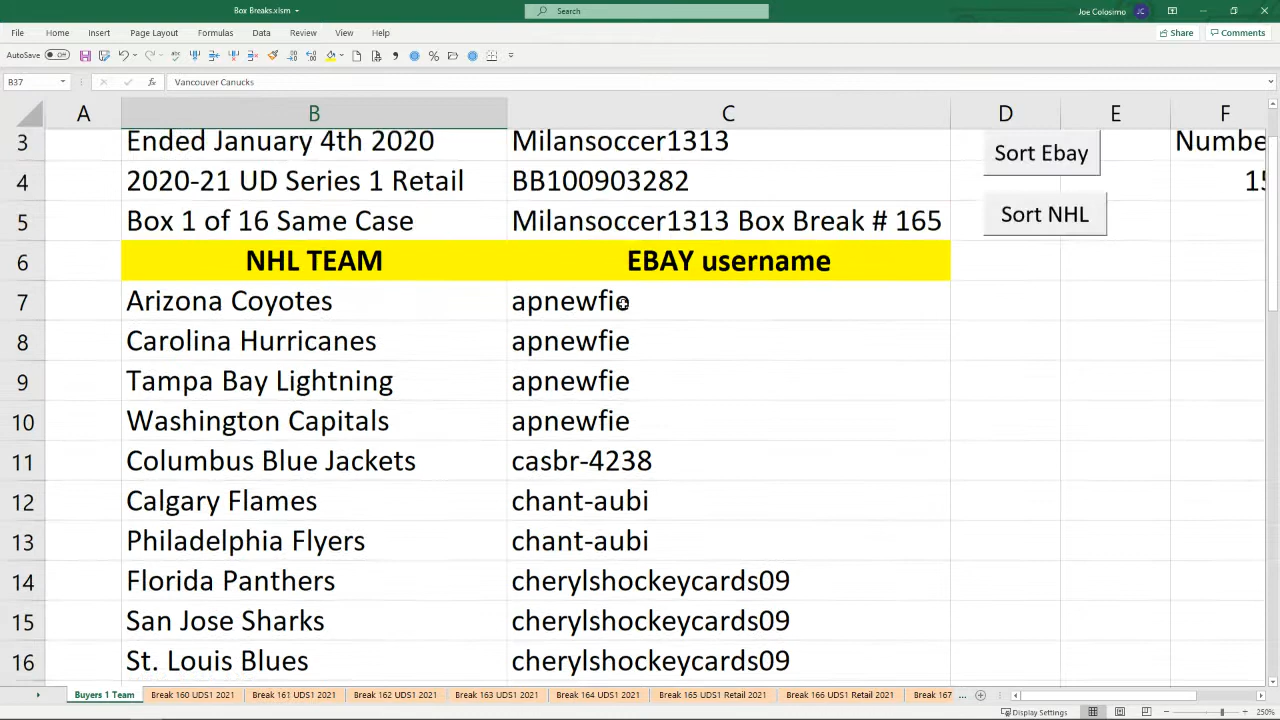 Box Breaks.xlsm
Search
Joe Colosimo
JC
File Home Insert Page Layout Formulas Data Review View Help
Share Comments
AutoSave Off
B37 fx Vancouver Canucks
A B C D E F
3 Ended January 4th 2020 Milansoccer1313 Sort Ebay Numbe
4 2020-21 UD Series 1 Retail BB100903282 15
5 Box 1 of 16 Same Case Milansoccer1313 Box Break # 165 Sort NHL
6 NHL TEAM EBAY username
7 Arizona Coyotes apnewfie
8 Carolina Hurricanes apnewfie
9 Tampa Bay Lightning apnewfie
10 Washington Capitals apnewfie
11 Columbus Blue Jackets casbr-4238
12 Calgary Flames chant-aubi
13 Philadelphia Flyers chant-aubi
14 Florida Panthers cherylshockeycards09
15 San Jose Sharks cherylshockeycards09
16 St. Louis Blues cherylshockeycards09
Buyers 1 Team Break 160 UDS1 2021 Break 161 UDS1 2021 Break 162 UDS1 2021 Break 163 UDS1 2021 Break 164 UDS1 2021 Break 165 UDS1 Retail 2021 Break 166 UDS1 Retail 2021 Break 167 ...
Display Settings 260%